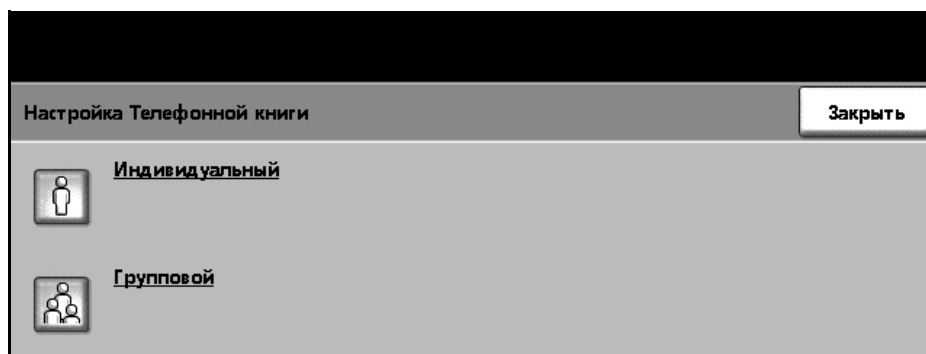 Настройка Телефонной книги
Закрыть
Индивидуальный
Групповой